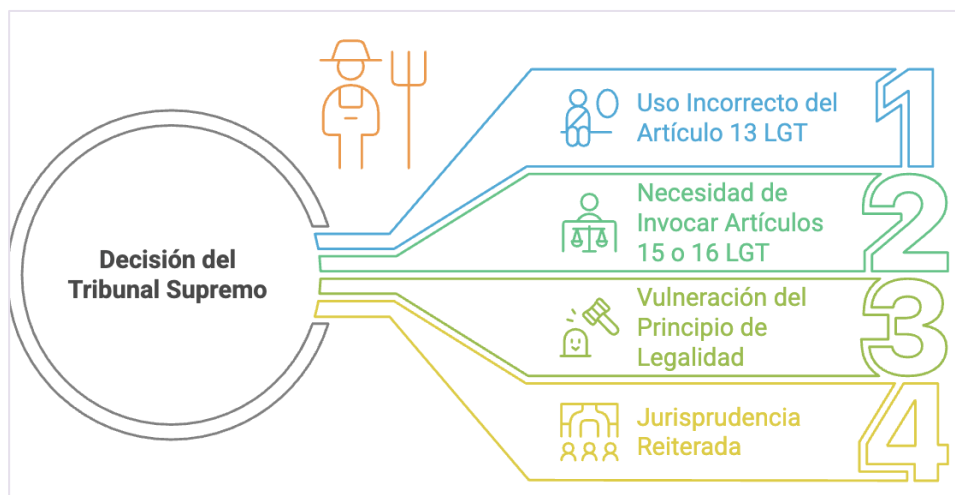 Decisión del
Tribunal Supremo
Uso Incorrecto del
Artículo 13 LGT
1
Necesidad de
Invocar Artículos
15 o 16 LGT
2
Vulneración del
Principio de
Legalidad
3
Jurisprudencia
Reiterada
4